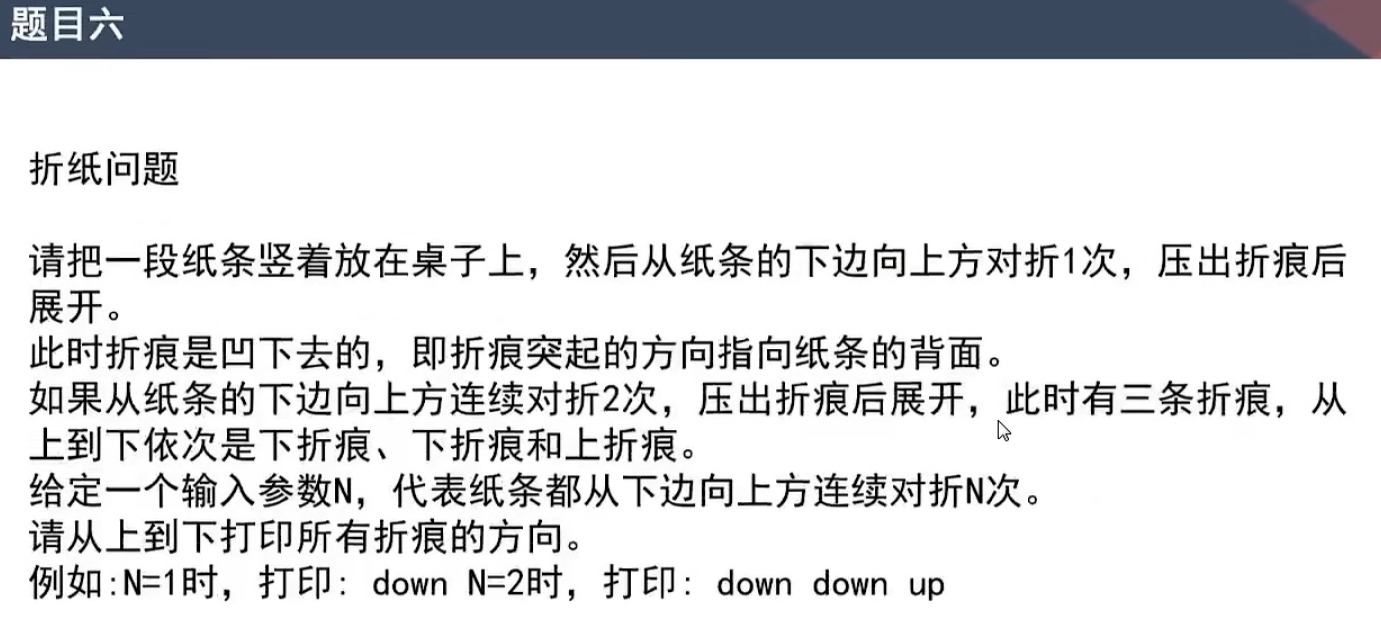 题目六
折纸问题
请把一段纸条竖着放在桌子上，然后从纸条的下边向上方对折1次，压出折痕后
展开。
此时折痕是凹下去的，即折痕突起的方向指向纸条的背面。
如果从纸条的下边向上方连续对折2次，压出折痕后展开，此时有三条折痕，从
上到下依次是下折痕、下折痕和上折痕。
给定一个输入参数N，代表纸条都从下边向上方连续对折N次。
请从上到下打印所有折痕的方向。
例如:N=1时，打印: down N=2时，打印: down down up